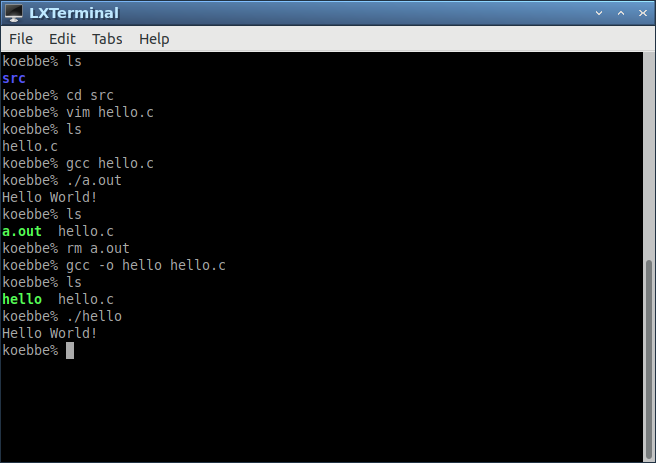 LXTerminal
File Edit Tabs Help
koebbe% ls
src
koebbe% cd src
koebbe% vim hello.c
koebbe% ls
hello.c
koebbe% gcc hello.c
koebbe% ./a.out
Hello World!
koebbe% ls
a.out  hello.c
koebbe% rm a.out
koebbe% gcc -o hello hello.c
koebbe% ls
hello  hello.c
koebbe% ./hello
Hello World!
koebbe%